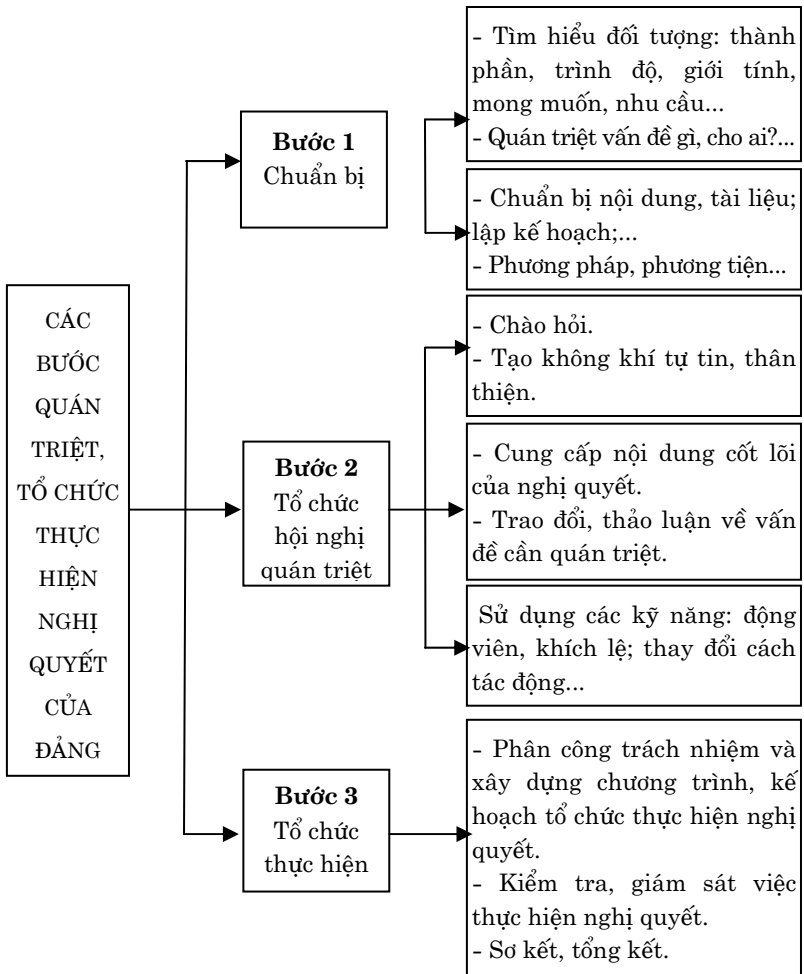 CÁC
BƯỚC
QUÁN
TRIỆT,
TỔ CHỨC
THỰC
HIỆN
NGHỊ
QUYẾT
CỦA
ĐẢNG
Bước 1
Chuẩn bị
- Tìm hiểu đối tượng: thành
phần, trình độ, giới tính,
mong muốn, nhu cầu...
- Quán triệt vấn đề gì, cho ai?...
- Chuẩn bị nội dung, tài liệu;
lập kế hoạch;...
- Phương pháp, phương tiện...
Bước 2
Tổ chức
hội nghị
quán triệt
- Chào hỏi.
- Tạo không khí tự tin, thân
thiện.
- Cung cấp nội dung cốt lõi
của nghị quyết.
- Trao đổi, thảo luận về vấn
đề cần quán triệt.
Sử dụng các kỹ năng: động
viên, khích lệ; thay đổi cách
tác động...
Bước 3
Tổ chức
thực hiện
- Phân công trách nhiệm và
xây dựng chương trình, kế
hoạch tổ chức thực hiện nghị
quyết.
- Kiểm tra, giám sát việc
thực hiện nghị quyết.
- Sơ kết, tổng kết.